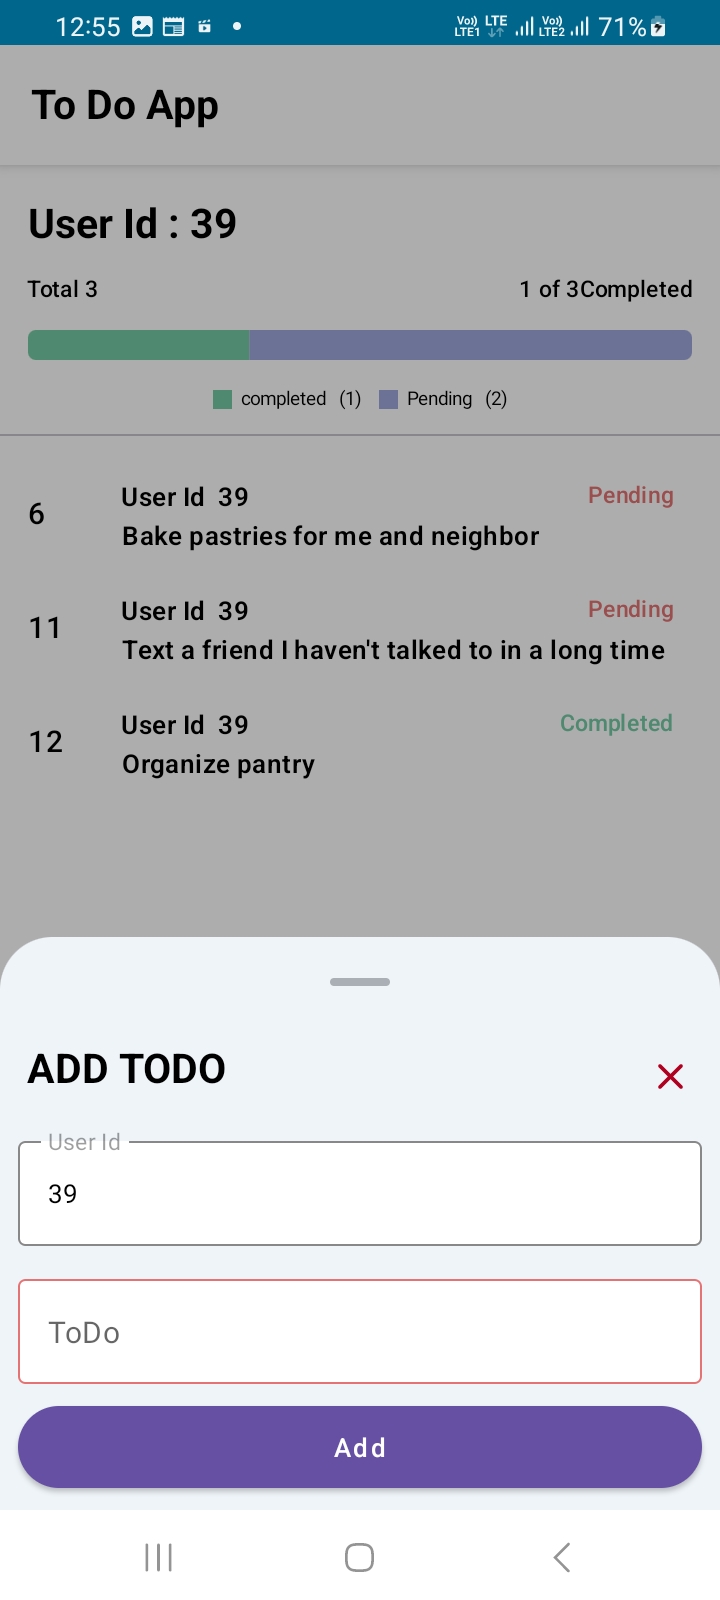 12:55 Vo)) LTE1 LTE Vo)) LTE2 71%
To Do App
User Id : 39
Total 3 1 of 3Completed
completed (1) Pending (2)
6 User Id 39 Pending
Bake pastries for me and neighbor
11 User Id 39 Pending
Text a friend I haven't talked to in a long time
12 User Id 39 Completed
Organize pantry
ADD TODO
User Id
39
ToDo
Add